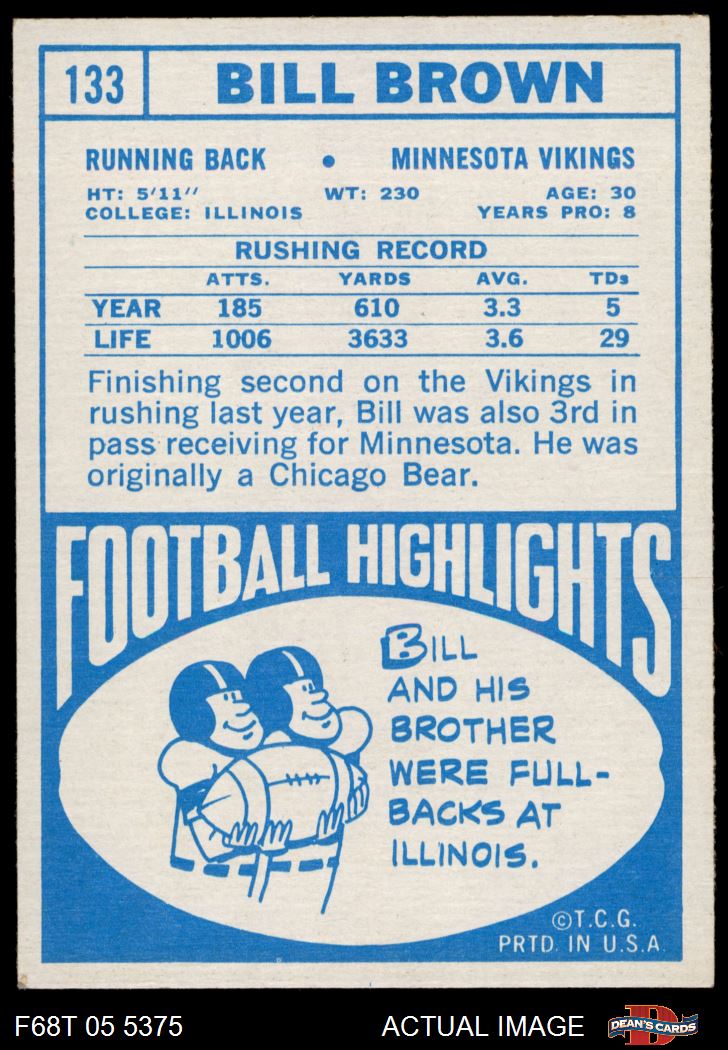 133 BILL BROWN
RUNNING BACK • MINNESOTA VIKINGS
HT: 5'11" WT: 230 AGE: 30
COLLEGE: ILLINOIS YEARS PRO: 8
RUSHING RECORD
ATTS. YARDS AVG. TDs
YEAR 185 610 3.3 5
LIFE 1006 3633 3.6 29
Finishing second on the Vikings in
rushing last year, Bill was also 3rd in
pass receiving for Minnesota. He was
originally a Chicago Bear.
FOOTBALL HIGHLIGHTS
BILL
AND HIS
BROTHER
WERE FULL-
BACKS AT
ILLINOIS.
©T.C.G.
PRTD. IN U.S.A.
F68T 05 5375 ACTUAL IMAGE D DEAN'S CARDS